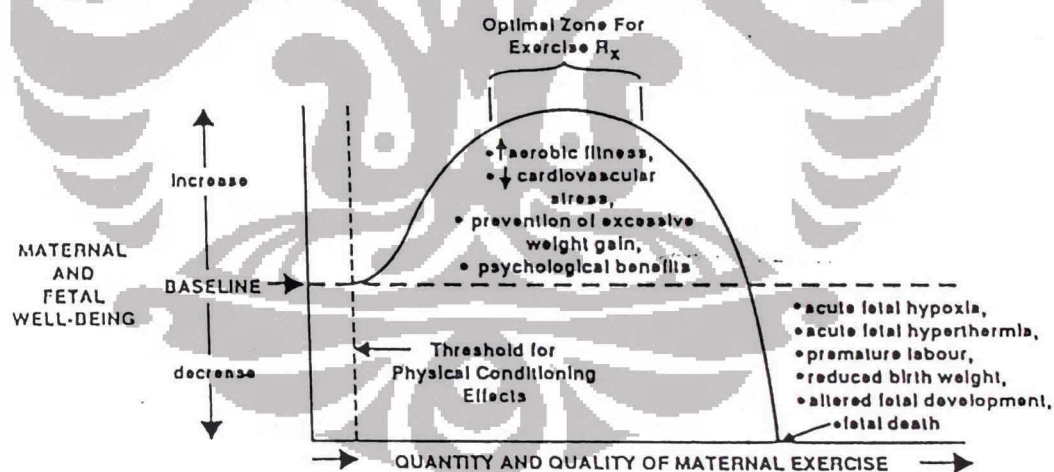 Optimal Zone For
Exercise Rx
Increase
• ↑ aerobic fitness,
• ↓ cardiovascular
stress,
• prevention of excessive
weight gain,
• psychological benefits
MATERNAL
AND
FETAL
WELL-BEING
BASELINE
decrease
Threshold for
Physical Conditioning
Effects
• acute fetal hypoxia,
• acute fetal hyperthermia,
• premature labour,
• reduced birth weight,
• altered fetal development,
• fetal death
QUANTITY AND QUALITY OF MATERNAL EXERCISE